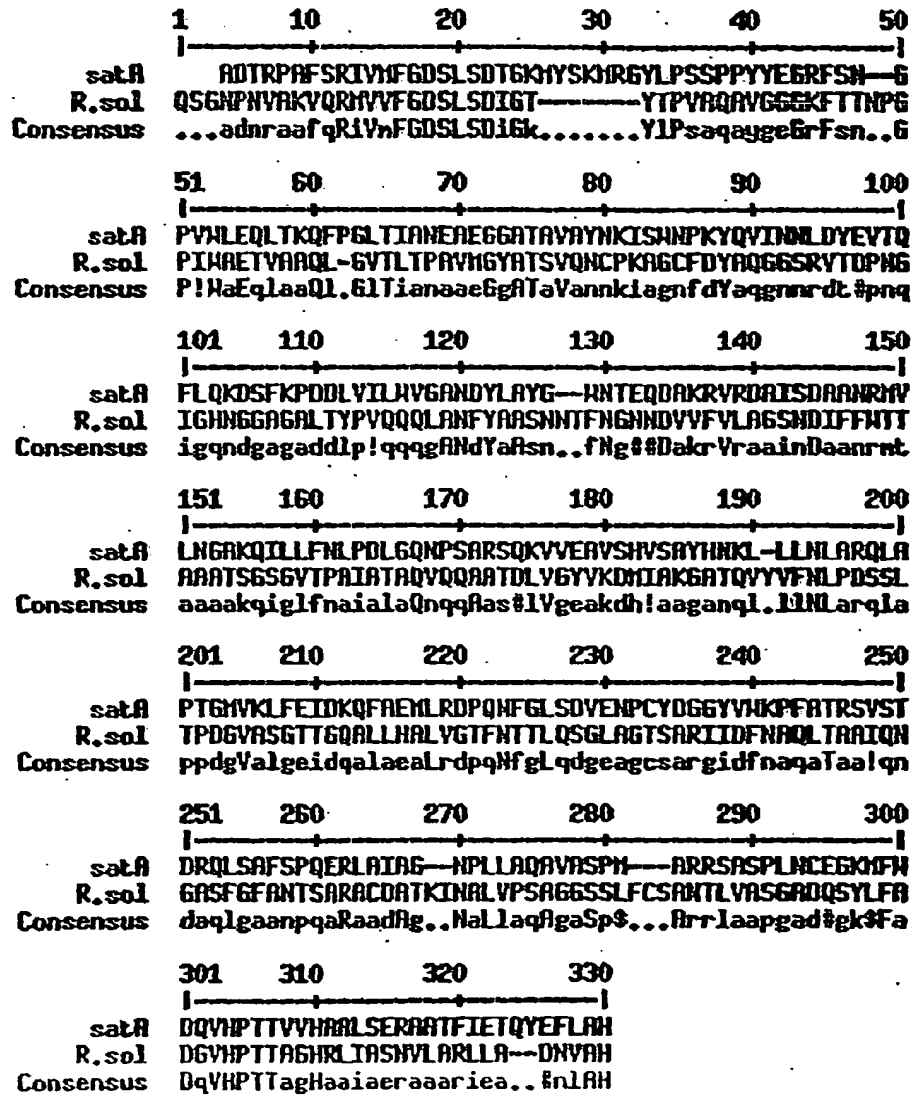 1 10 20 30 40 50
|--------+---------+---------+---------+---------|
satA ADTRPAFSRIVMFGDSLSDTGKMYSKMRGYLPSSPPYYEGRFSN--G
R.sol QSGNPNVAKVQRMVVFGDSLSDIGT-------YTPVAQAVGGGKFTTNPG
Consensus ...adnraafqRiVnFGDSLSDiGk.......YlPsaqaygeGrFsn..G
51 60 70 80 90 100
|--------+---------+---------+---------+---------|
satA PVWLEQLTKQFPGLTIANEAEGGATAVAYNKISWNPKYQVINNLDYEVTQ
R.sol PIWAETVAAQL-GVTLTPAVMGYATSVQNCPKAGCFDYAQGGSRVTDPNG
Consensus P!WaEqlaaQl.GlTianaaeGgATaVannkiagnfdYaqgnnrdt#pnq
101 110 120 130 140 150
|--------+---------+---------+---------+---------|
satA FLQKDSFKPDDLVILWVGANDYLAYG--WNTEQDAKRVRDAISDAANRMV
R.sol IGHNGGAGALTYPVQQQLANFYAASNNTFNGNNDVVFVLAGSNDIFFWTT
Consensus igqndgagaddlp!qqqgANdYaAsn..fNg##DakrVraainDaanrmt
151 160 170 180 190 200
|--------+---------+---------+---------+---------|
satA LNGAKQILLFNLPDLGQNPSARSQKVVEAVSHVSAYHNKL-LLNLARQLA
R.sol AAATSGSGVTPAIATAQVQQAATDLVGYVKDMIAKGATQVYVFNLPDSSL
Consensus aaaakqiglfnaialaQnqqAas#lVgeakdh!aaganql.llNLarqla
201 210 220 230 240 250
|--------+---------+---------+---------+---------|
satA PTGMVKLFEIDKQFAEMLRDPQNFGLSDVENPCYDGGYVWKPFATRSVST
R.sol TPDGVASGTTGQALLHALVGTFNTTLQSGLAGTSARIIDFNAQLTAAIQN
Consensus ppdgValgeidqalaeaLrdpqNfgLqdgeagcsargidfnaqaTaa!qn
251 260 270 280 290 300
|--------+---------+---------+---------+---------|
satA DRQLSAFSPQERLAIAG--NPLLAQAVASPM---ARRSASPLNCEGKMFW
R.sol GASFGFANTSARACDATKINALVPSAGGSSLFCSANTLVASGADQSYLFA
Consensus daqlgaanpqaRaadAg..NaLlaqAgaSp$...Arrlaapgad#gk$Fa
301 310 320 330
|--------+---------+---------|
satA DQVHPTTVVHAALSERAATFIETQYEFLAH
R.sol DGVHPTTAGHRLIASNVLARLLA--DNVAH
Consensus DqVHPTTagHaaiaeraaariea..#nlAH